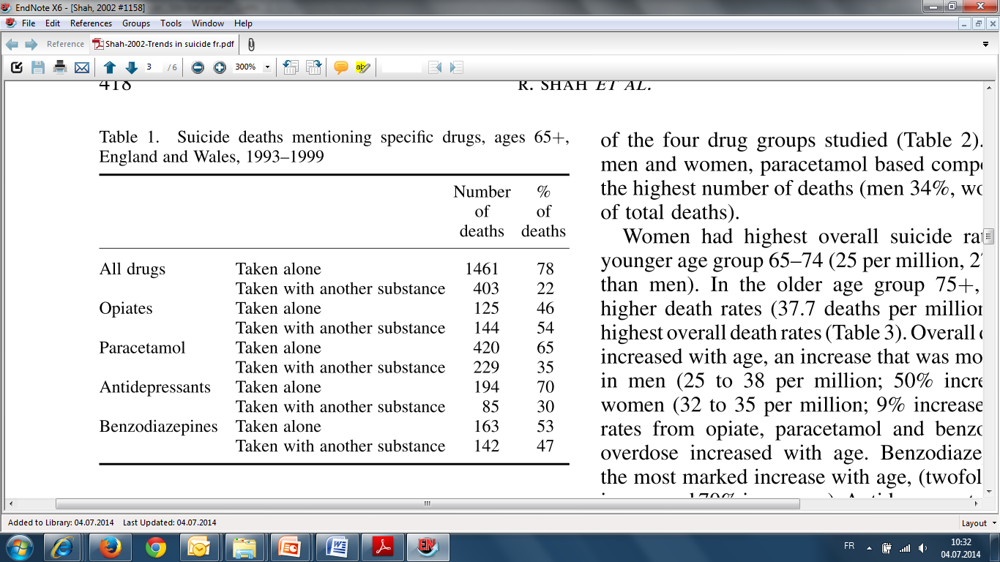 EndNote X6 - [Shah, 2002 #1158]
File Edit References Groups Tools Window Help
Reference Shah-2002-Trends in suicide fr.pdf
3 / 6 300%
418 R. SHAH ET AL.
Table 1. Suicide deaths mentioning specific drugs, ages 65+,
England and Wales, 1993–1999
Number %
of of
deaths deaths
All drugs Taken alone 1461 78
Taken with another substance 403 22
Opiates Taken alone 125 46
Taken with another substance 144 54
Paracetamol Taken alone 420 65
Taken with another substance 229 35
Antidepressants Taken alone 194 70
Taken with another substance 85 30
Benzodiazepines Taken alone 163 53
Taken with another substance 142 47
of the four drug groups studied (Table 2).
men and women, paracetamol based comp
the highest number of deaths (men 34%, wo
of total deaths).
Women had highest overall suicide rat
younger age group 65–74 (25 per million, 2
than men). In the older age group 75+,
higher death rates (37.7 deaths per million
highest overall death rates (Table 3). Overall
increased with age, an increase that was mo
in men (25 to 38 per million; 50% incre
women (32 to 35 per million; 9% increase
rates from opiate, paracetamol and benzo
overdose increased with age. Benzodiaze
the most marked increase with age, (twofol
Added to Library: 04.07.2014 Last Updated: 04.07.2014 Layout
FR 10:32
04.07.2014